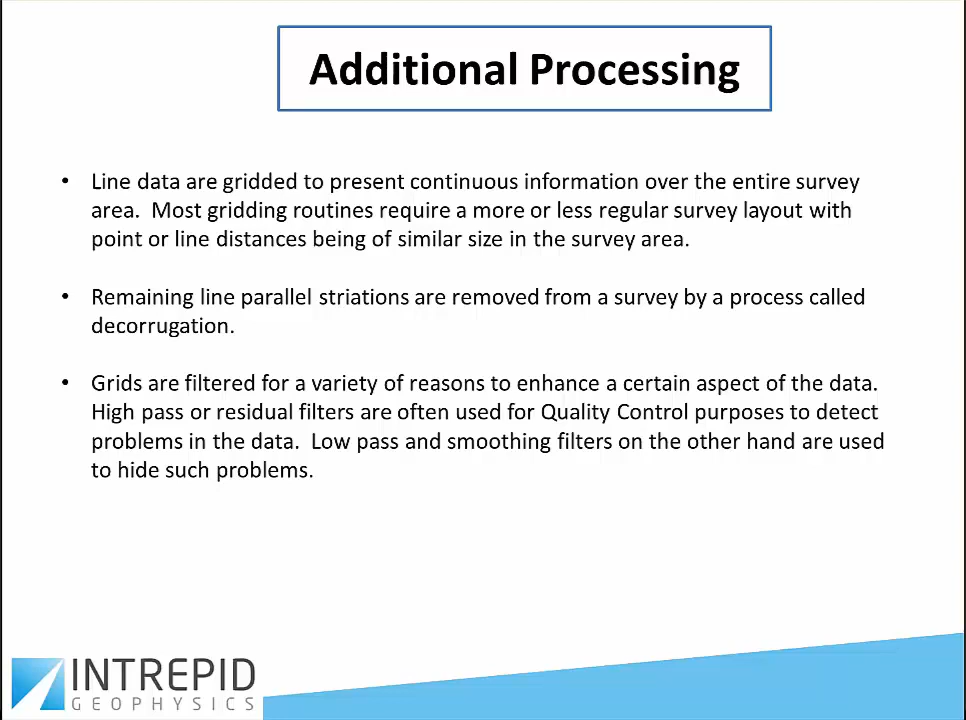 Additional Processing
• Line data are gridded to present continuous information over the entire survey
area.  Most gridding routines require a more or less regular survey layout with
point or line distances being of similar size in the survey area.
• Remaining line parallel striations are removed from a survey by a process called
decorrugation.
• Grids are filtered for a variety of reasons to enhance a certain aspect of the data.
High pass or residual filters are often used for Quality Control purposes to detect
problems in the data.  Low pass and smoothing filters on the other hand are used
to hide such problems.
INTREPID
GEOPHYSICS